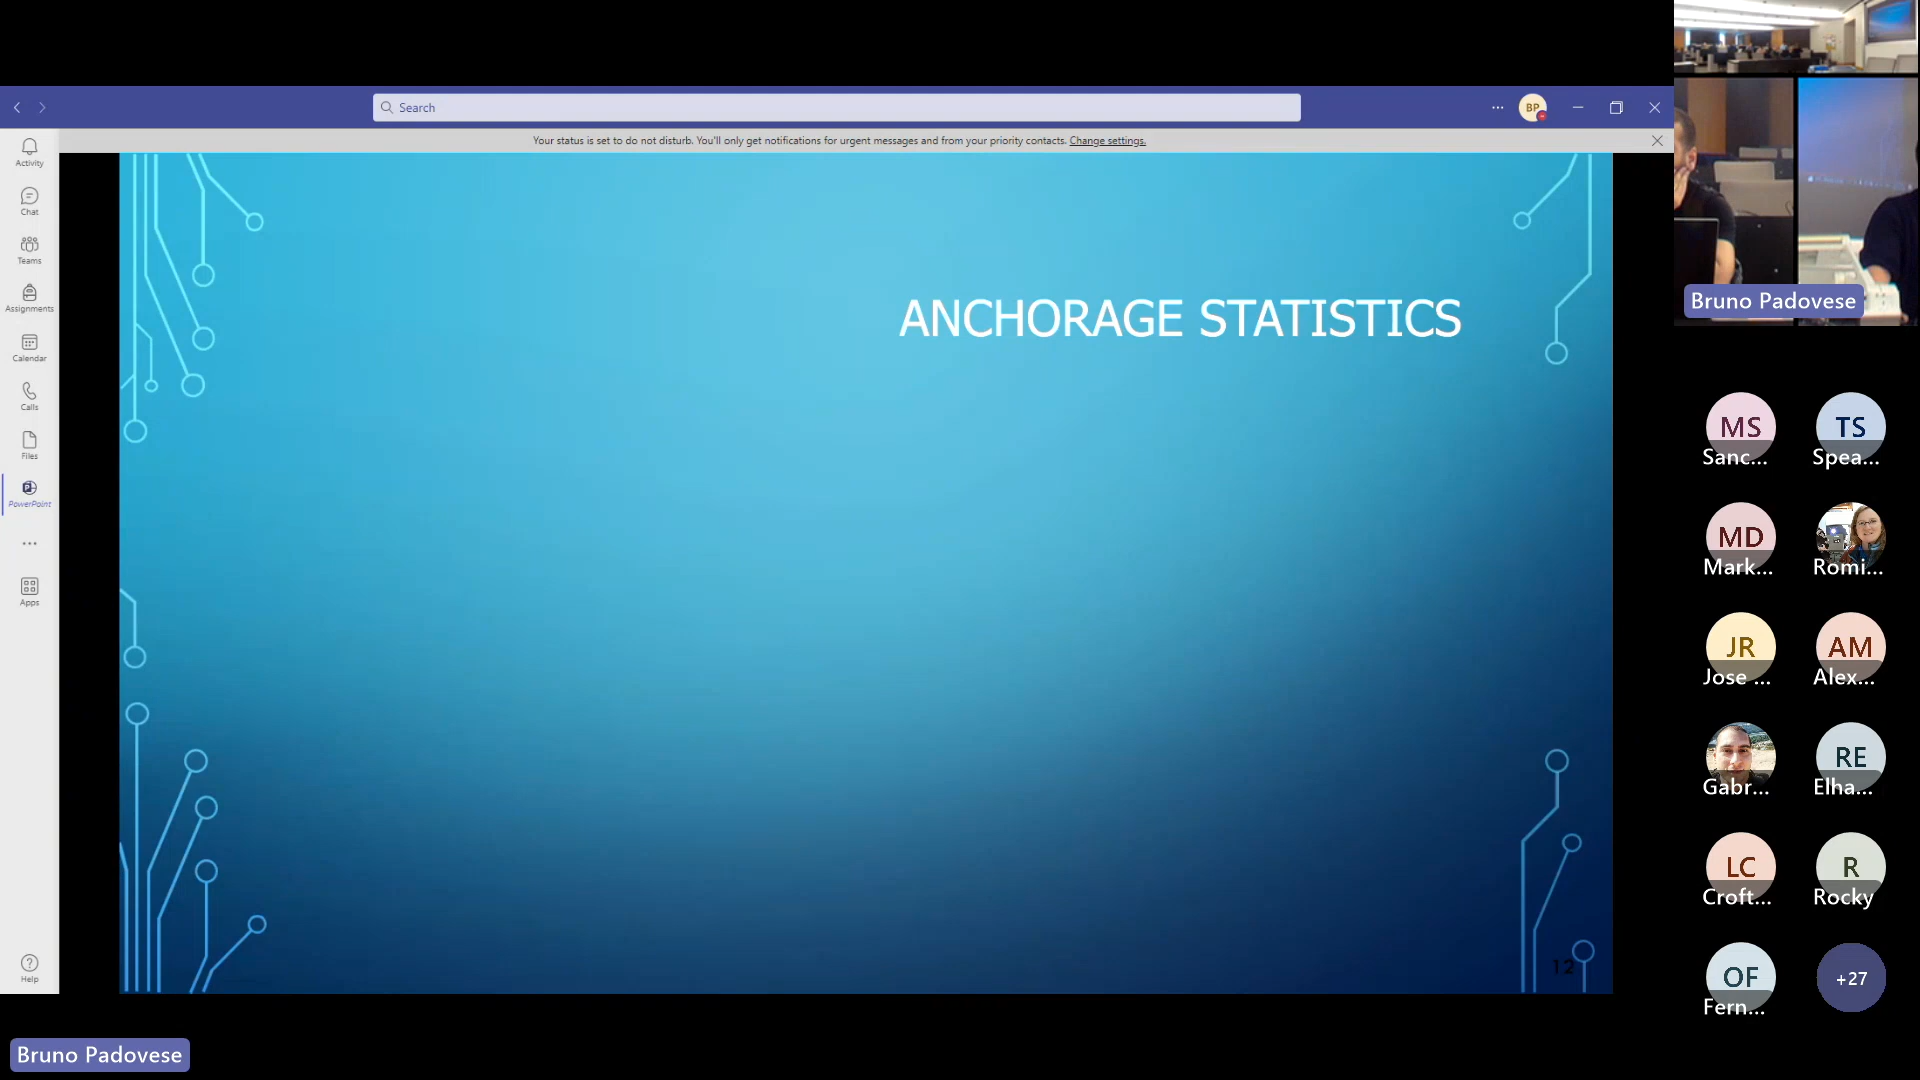 Search
BP
Your status is set to do not disturb. You'll only get notifications for urgent messages and from your priority contacts. Change settings.
Activity
Chat
Teams
Assignments
Calendar
Calls
Files
PowerPoint
Apps
Help
ANCHORAGE STATISTICS
12
Bruno Padovese
Bruno Padovese
MS
Sanc...
TS
Spea...
MD
Mark...
Romi...
JR
Jose ...
AM
Alex...
Gabr...
RE
Elha...
LC
Croft...
R
Rocky
OF
Fern...
+27